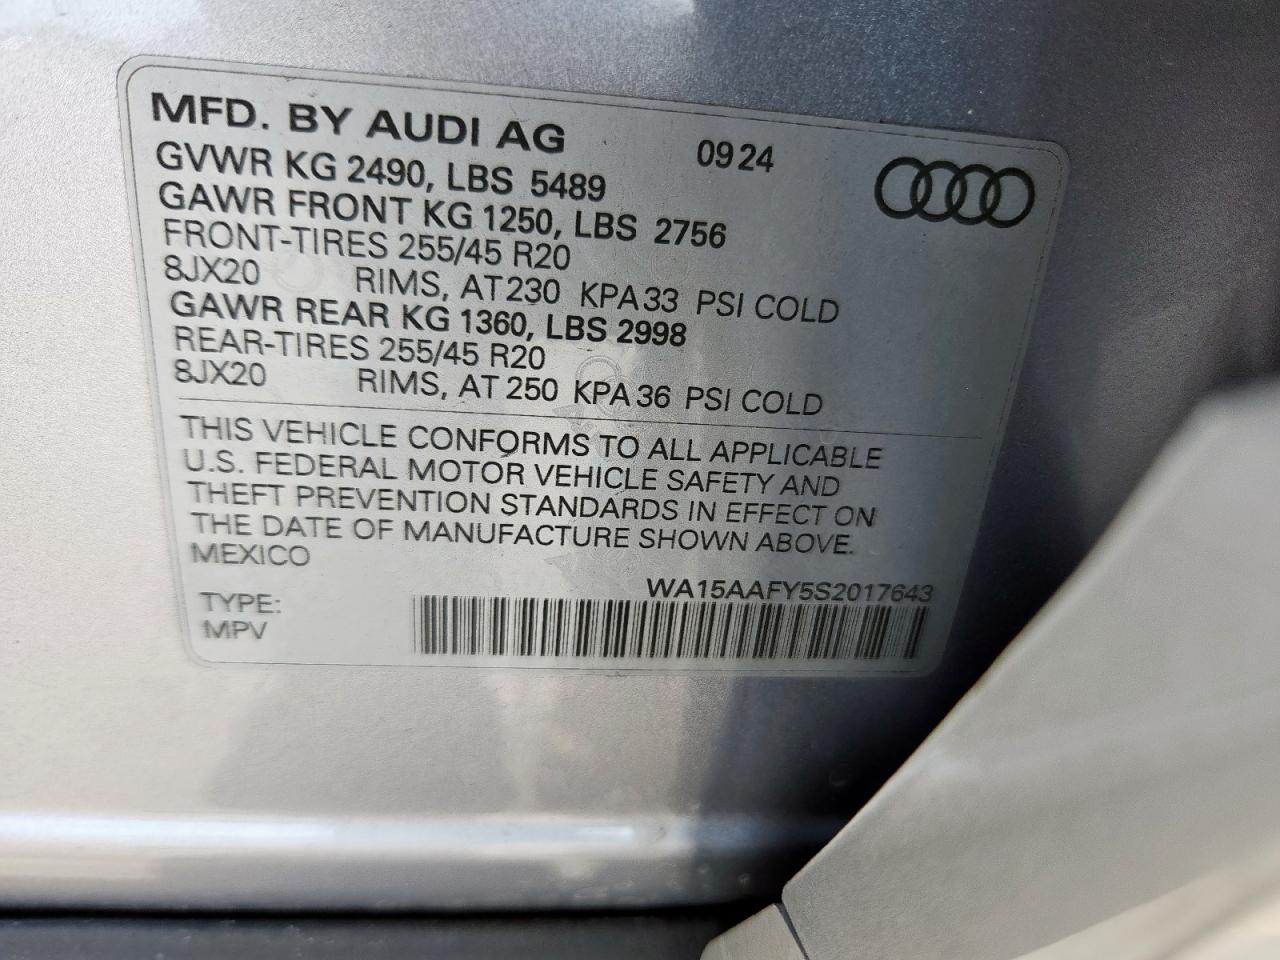 MFD. BY AUDI AG 09 24
GVWR KG 2490, LBS 5489
GAWR FRONT KG 1250, LBS 2756
FRONT-TIRES 255/45 R20
8JX20 RIMS, AT 230 KPA 33 PSI COLD
GAWR REAR KG 1360, LBS 2998
REAR-TIRES 255/45 R20
8JX20 RIMS, AT 250 KPA 36 PSI COLD
THIS VEHICLE CONFORMS TO ALL APPLICABLE
U.S. FEDERAL MOTOR VEHICLE SAFETY AND
THEFT PREVENTION STANDARDS IN EFFECT ON
THE DATE OF MANUFACTURE SHOWN ABOVE.
MEXICO
WA15AAFY5S2017643
TYPE:
MPV